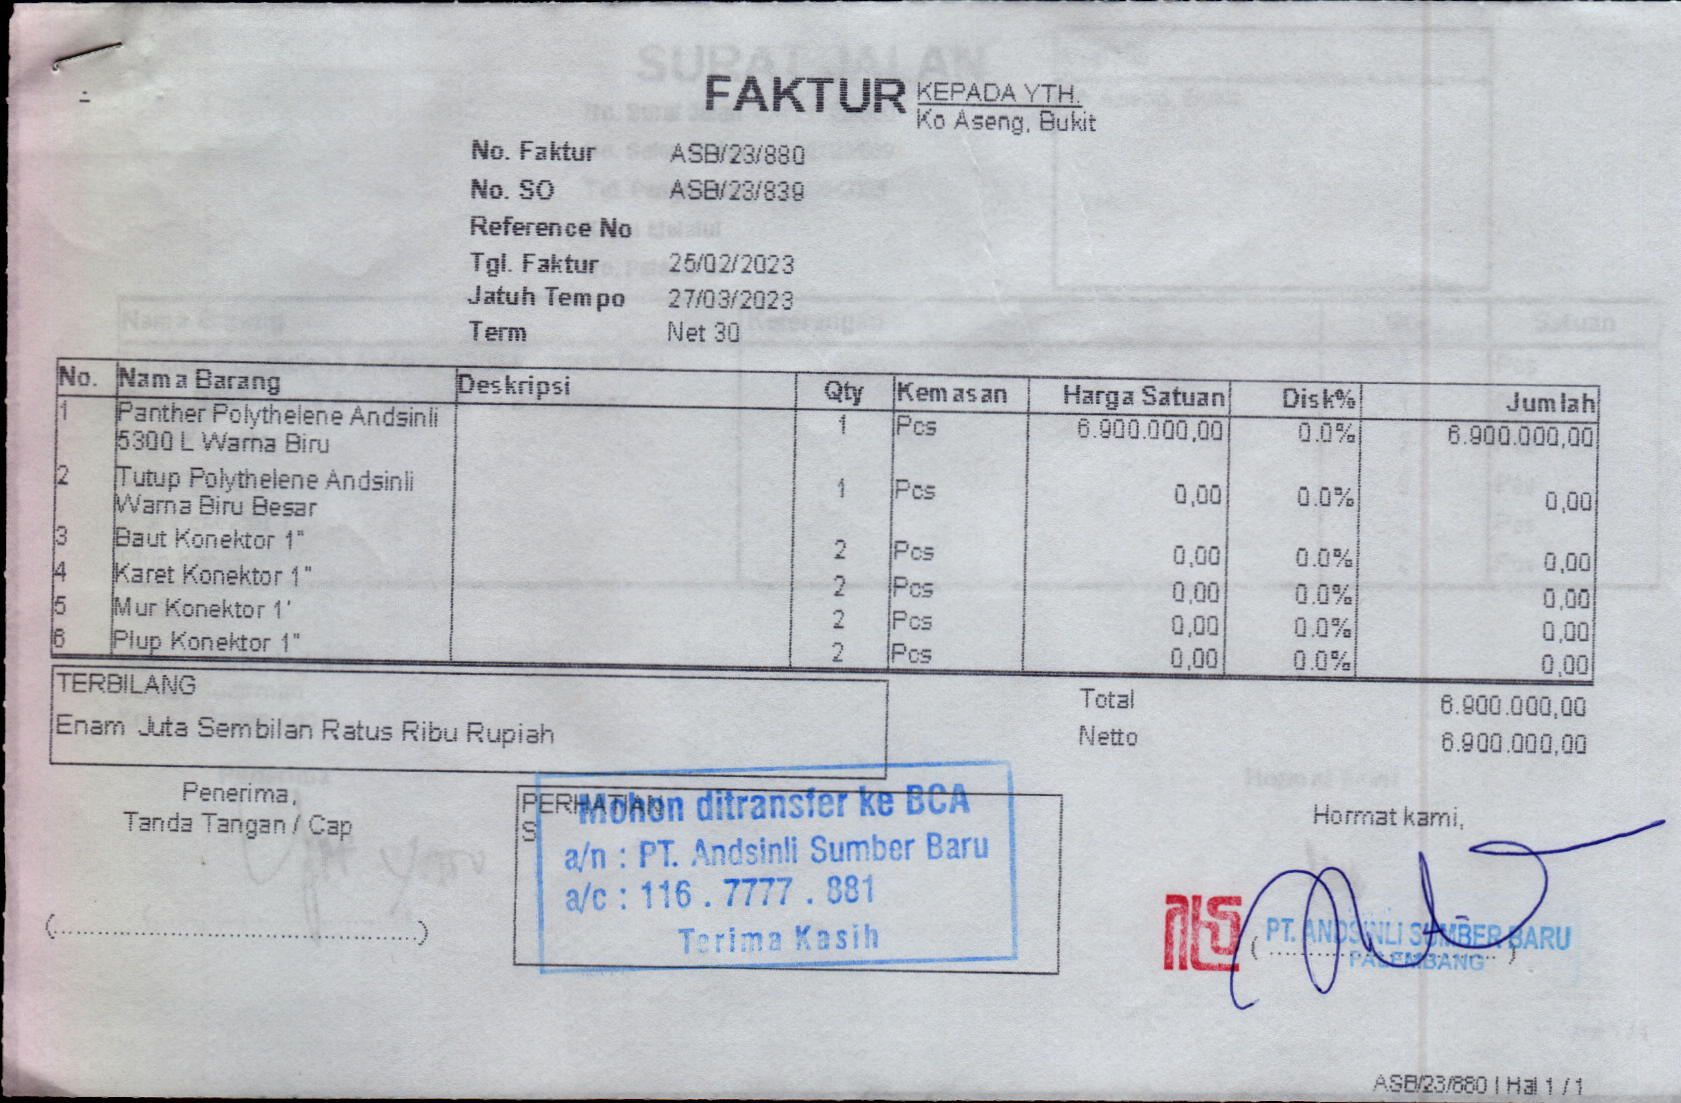 FAKTUR
KEPADA YTH.
Ko Aseng, Bukit
No. Faktur ASB/23/880
No. SO ASB/23/839
Reference No
Tgl. Faktur 25/02/2023
Jatuh Tempo 27/03/2023
Term Net 30
No. Nama Barang Deskripsi Qty Kemasan Harga Satuan Disk% Jumlah
1 Panther Polythelene Andsinli 1 Pcs 6.900.000,00 0.0% 6.900.000,00
5300 L Warna Biru
2 Tutup Polythelene Andsinli 1 Pcs 0,00 0.0% 0,00
Warna Biru Besar
3 Baut Konektor 1" 2 Pcs 0,00 0.0% 0,00
4 Karet Konektor 1" 2 Pcs 0,00 0.0% 0,00
5 Mur Konektor 1' 2 Pcs 0,00 0.0% 0,00
6 Plup Konektor 1" 2 Pcs 0,00 0.0% 0,00
TERBILANG
Enam Juta Sembilan Ratus Ribu Rupiah
Total 6.900.000,00
Netto 6.900.000,00
Penerima,
Tanda Tangan / Cap
PERHATIAN
S
Mohon ditransfer ke BCA
a/n : PT. Andsinli Sumber Baru
a/c : 116 . 7777 . 881
Terima Kasih
Hormat kami,
PT. ANDSINLI SUMBER BARU
PALEMBANG
ASB/23/880 | Hal 1 / 1